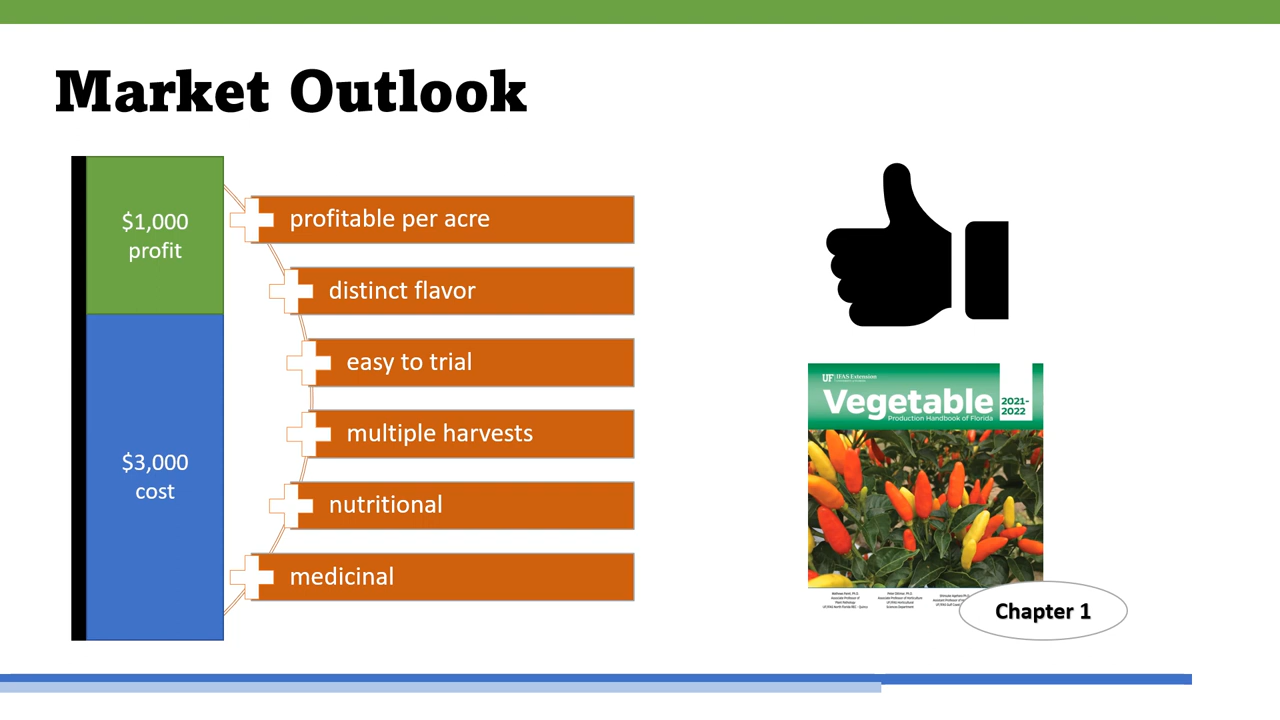 Market Outlook
$1,000
profit
$3,000
cost
profitable per acre
distinct flavor
easy to trial
multiple harvests
nutritional
medicinal
UF IFAS Extension
Vegetable
2021-
2022
Production Handbook of Florida
Chapter 1